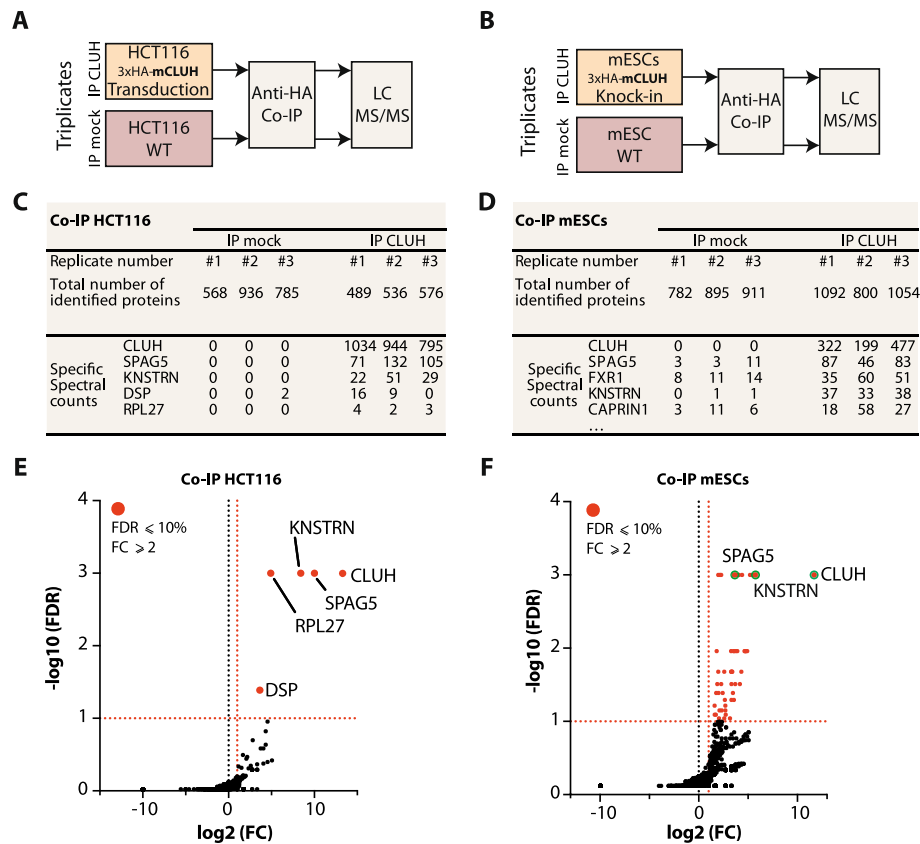 A
Triplicates
IP CLUH
HCT116
3xHA-mCLUH
Transduction
IP mock
HCT116
WT
Anti-HA
Co-IP
LC
MS/MS
B
Triplicates
IP CLUH
mESCs
3xHA-mCLUH
Knock-in
IP mock
mESC
WT
Anti-HA
Co-IP
LC
MS/MS
C
Co-IP HCT116
IP mock IP CLUH
Replicate number #1 #2 #3 #1 #2 #3
Total number of
identified proteins 568 936 785 489 536 576
Specific
Spectral
counts
CLUH 0 0 0 1034 944 795
SPAG5 0 0 0 71 132 105
KNSTRN 0 0 0 22 51 29
DSP 0 0 2 16 9 0
RPL27 0 0 0 4 2 3
D
Co-IP mESCs
IP mock IP CLUH
Replicate number #1 #2 #3 #1 #2 #3
Total number of
identified proteins 782 895 911 1092 800 1054
Specific
Spectral
counts
CLUH 0 0 0 322 199 477
SPAG5 3 3 11 87 46 83
FXR1 8 11 14 35 60 51
KNSTRN 0 1 1 37 33 38
CAPRIN1 3 11 6 18 58 27
...
E
Co-IP HCT116
FDR ⩽ 10%
FC ⩾ 2
KNSTRN
CLUH
SPAG5
RPL27
DSP
4
3
2
1
0
-log10 (FDR)
-10 0 10
log2 (FC)
F
Co-IP mESCs
FDR ⩽ 10%
FC ⩾ 2
SPAG5
CLUH
KNSTRN
4
3
2
1
0
-log10 (FDR)
-10 0 10
log2 (FC)